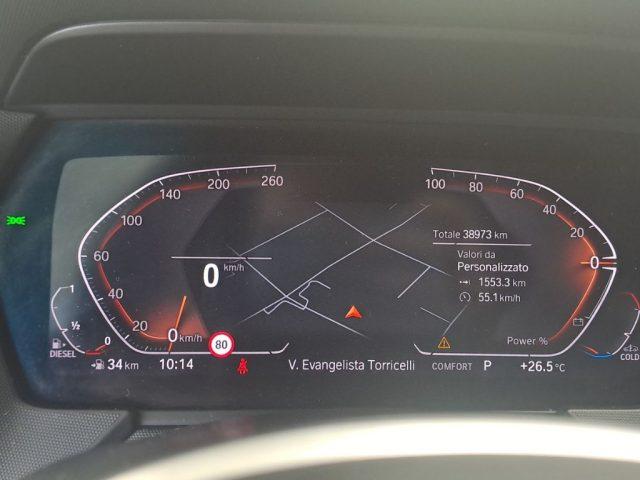 260
200
140
100
60
40
20
0 km/h
0 km/h
80
100
80
60
40
20
0
Power %
Totale 38973 km
Valori da
Personalizzato
1553.3 km
55.1 km/h
1
½
0
DIESEL
34 km
10:14
V. Evangelista Torricelli
COMFORT
P
+26.5 °C
COLD